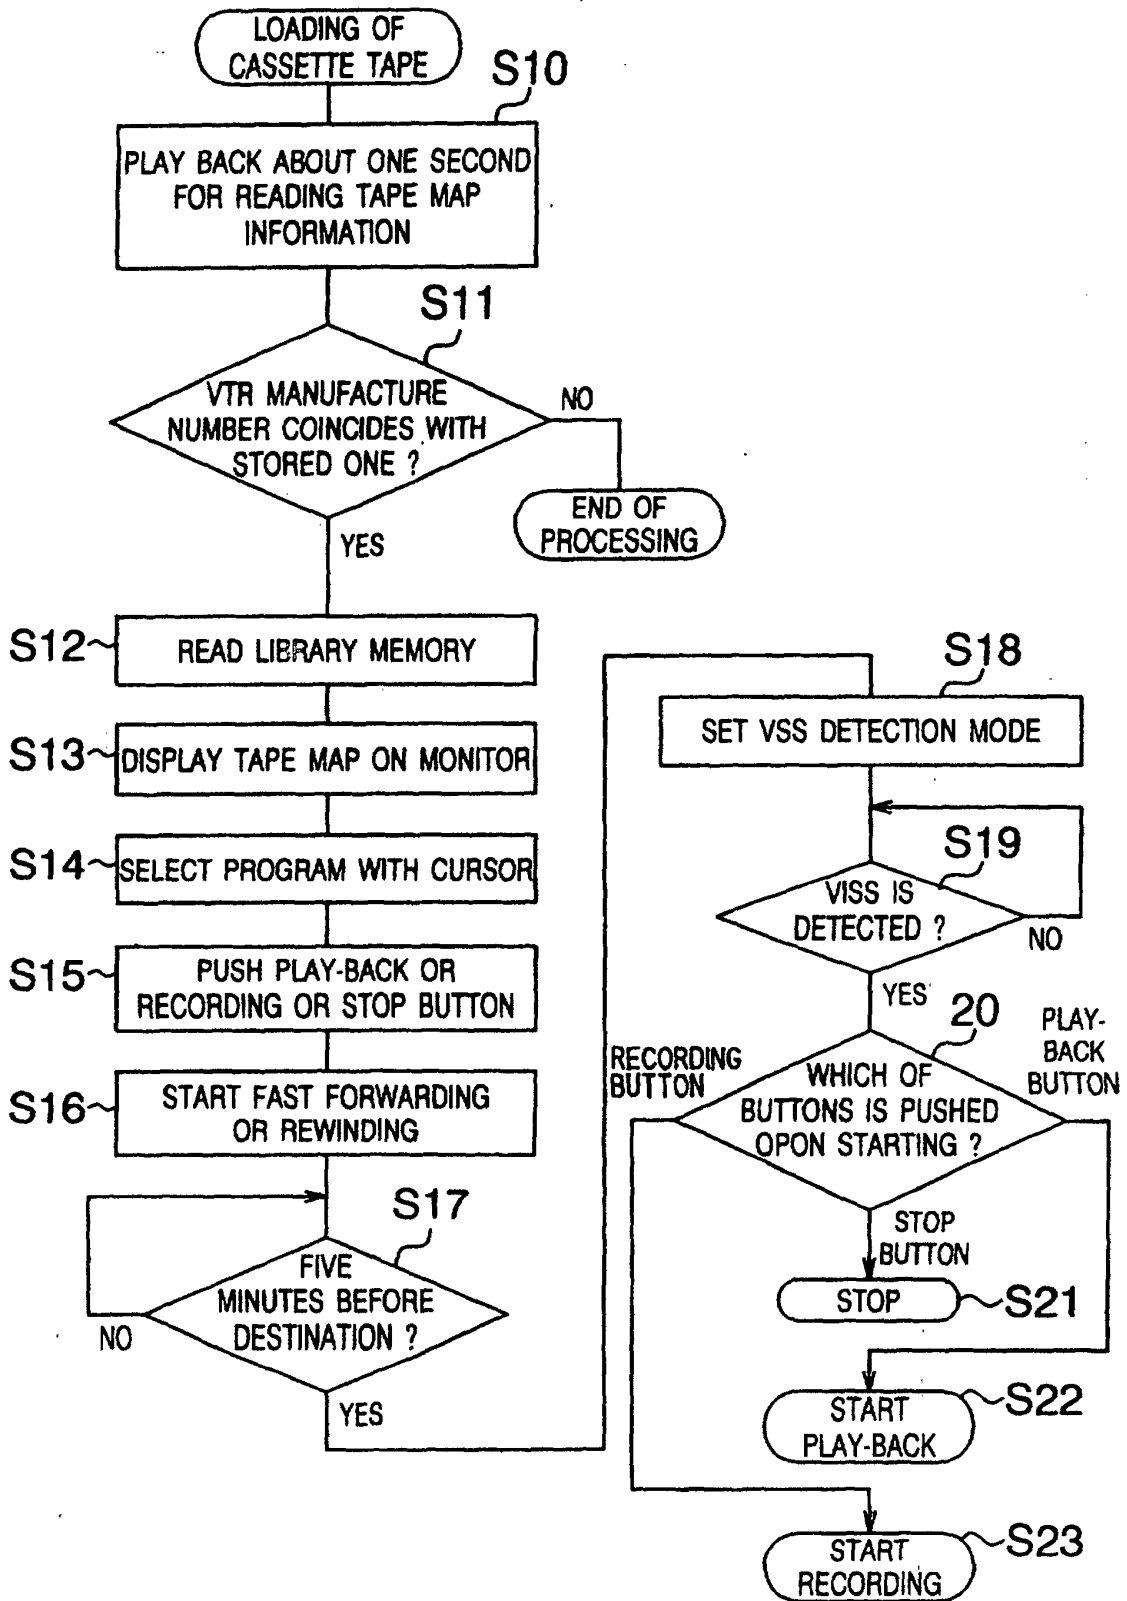 LOADING OF
CASSETTE TAPE
S10
PLAY BACK ABOUT ONE SECOND
FOR READING TAPE MAP
INFORMATION
S11
VTR MANUFACTURE
NUMBER COINCIDES WITH
STORED ONE ?
NO
END OF
PROCESSING
YES
S12
READ LIBRARY MEMORY
S13
DISPLAY TAPE MAP ON MONITOR
S14
SELECT PROGRAM WITH CURSOR
S15
PUSH PLAY-BACK OR
RECORDING OR STOP BUTTON
S16
START FAST FORWARDING
OR REWINDING
S17
FIVE
MINUTES BEFORE
DESTINATION ?
NO
YES
S18
SET VSS DETECTION MODE
S19
VISS IS
DETECTED ?
NO
YES
20
WHICH OF
BUTTONS IS PUSHED
OPON STARTING ?
RECORDING
BUTTON
PLAY-
BACK
BUTTON
STOP
BUTTON
STOP
S21
START
PLAY-BACK
S22
START
RECORDING
S23